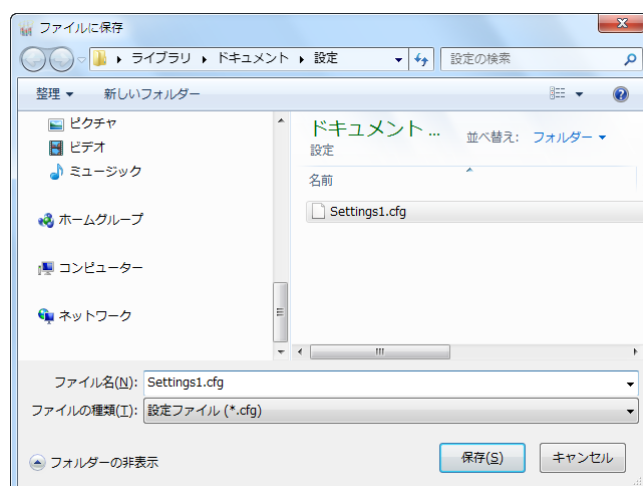 ファイルに保存
ライブラリ ドキュメント 設定 設定の検索
整理 新しいフォルダー
ピクチャ
ビデオ
ミュージック
ホームグループ
コンピューター
ネットワーク
ドキュメント ... 並べ替え: フォルダー
設定
名前
Settings1.cfg
ファイル名(N): Settings1.cfg
ファイルの種類(T): 設定ファイル (*.cfg)
フォルダーの非表示 保存(S) キャンセル